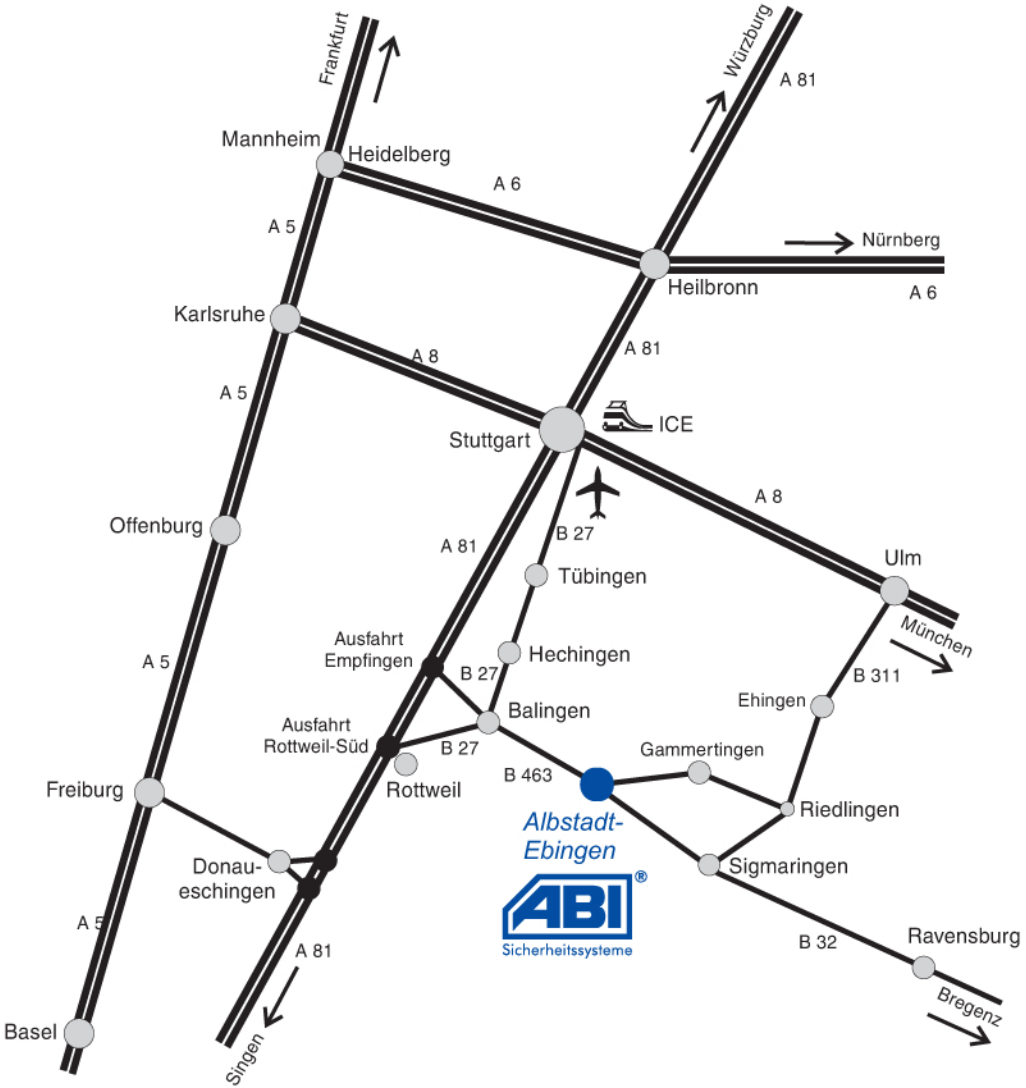 Frankfurt
Würzburg
A 81
Mannheim
Heidelberg
A 6
A 5
Nürnberg
Heilbronn
A 6
Karlsruhe
A 8
A 81
A 5
ICE
Stuttgart
A 8
Offenburg
A 81
B 27
Ulm
Tübingen
München
Ausfahrt
Empfingen
Hechingen
A 5
B 27
B 311
Ehingen
Balingen
Ausfahrt
Rottweil-Süd
B 27
Gammertingen
B 463
Rottweil
Freiburg
Riedlingen
Albstadt-
Ebingen
Donau-
eschingen
Sigmaringen
ABI®
Sicherheitssysteme
A 5
A 81
B 32
Ravensburg
Bregenz
Basel
Singen